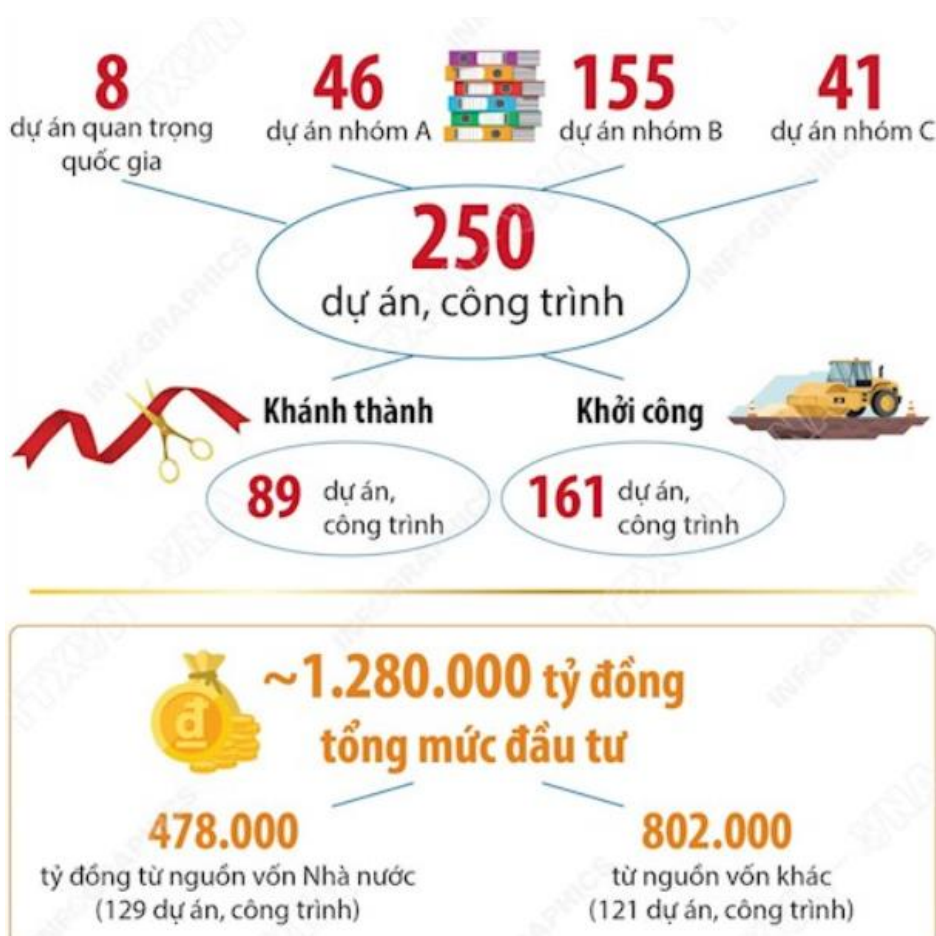 8
dự án quan trọng
quốc gia
46
dự án nhóm A
155
dự án nhóm B
41
dự án nhóm C
250
dự án, công trình
Khánh thành
89 dự án,
công trình
Khởi công
161 dự án,
công trình
đ
~1.280.000 tỷ đồng
tổng mức đầu tư
478.000
tỷ đồng từ nguồn vốn Nhà nước
(129 dự án, công trình)
802.000
từ nguồn vốn khác
(121 dự án, công trình)
INFOGRAPHICS
INFOGRAPHICS
INFOGRAPHICS